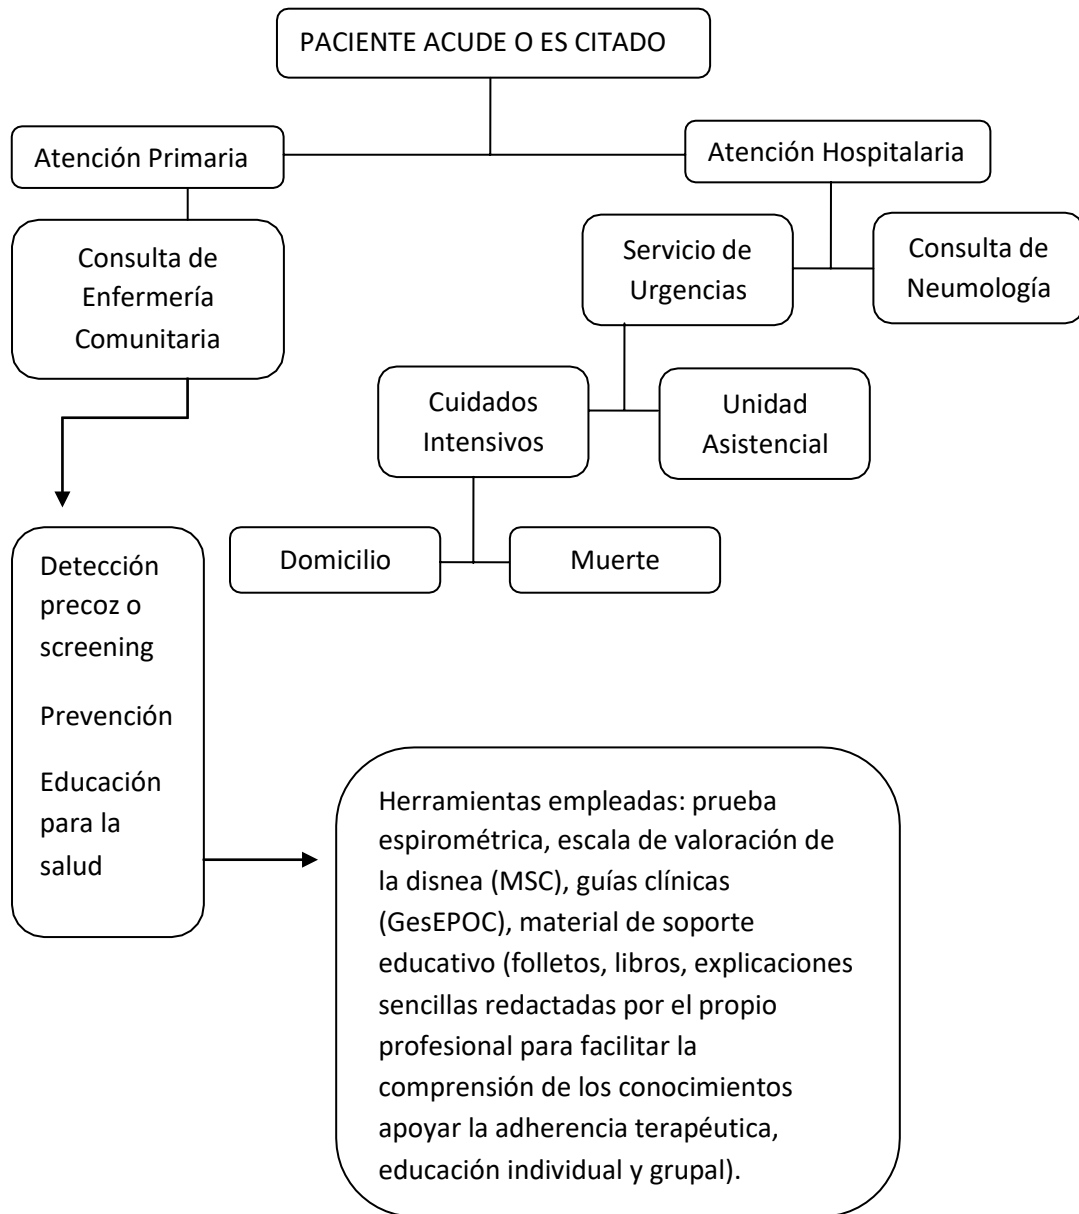 PACIENTE ACUDE O ES CITADO
Atención Primaria
Atención Hospitalaria
Consulta de
Enfermería
Comunitaria
Servicio de
Urgencias
Consulta de
Neumología
Cuidados
Intensivos
Unidad
Asistencial
Domicilio
Muerte
Detección
precoz o
screening
Prevención
Educación
para la
salud
Herramientas empleadas: prueba
espirométrica, escala de valoración de
la disnea (MSC), guías clínicas
(GesEPOC), material de soporte
educativo (folletos, libros, explicaciones
sencillas redactadas por el propio
profesional para facilitar la
comprensión de los conocimientos
apoyar la adherencia terapéutica,
educación individual y grupal).